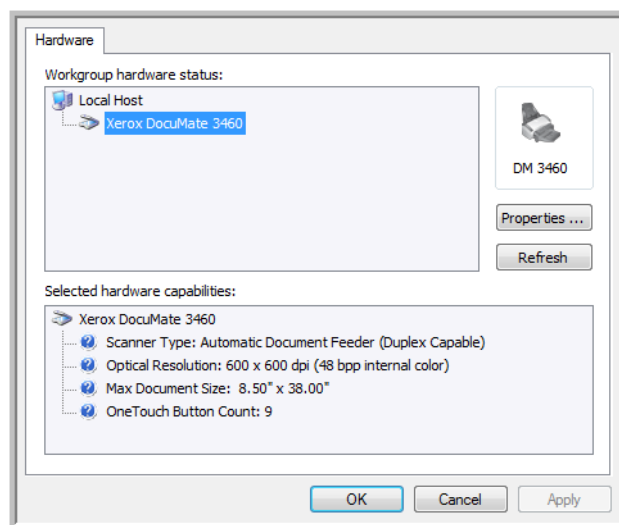 Hardware
Workgroup hardware status:
Local Host
Xerox DocuMate 3460
DM 3460
Properties ...
Refresh
Selected hardware capabilities:
Xerox DocuMate 3460
Scanner Type: Automatic Document Feeder (Duplex Capable)
Optical Resolution: 600 x 600 dpi (48 bpp internal color)
Max Document Size:  8.50" x 38.00"
OneTouch Button Count: 9
OK
Cancel
Apply